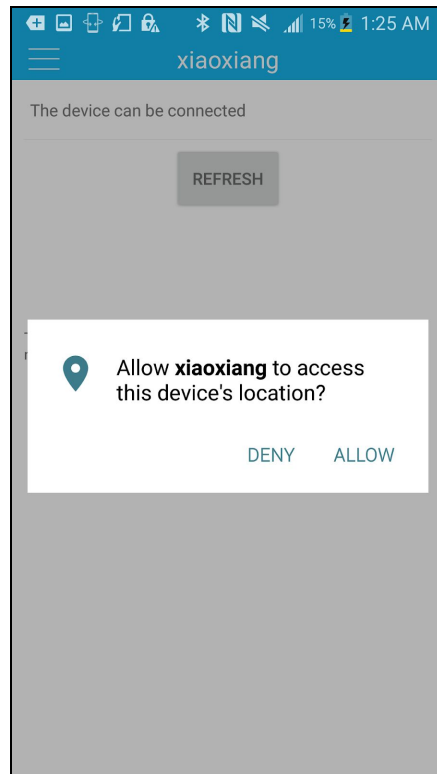 15% 1:25 AM
xiaoxiang
The device can be connected
REFRESH
Allow xiaoxiang to access
this device's location?
DENY ALLOW